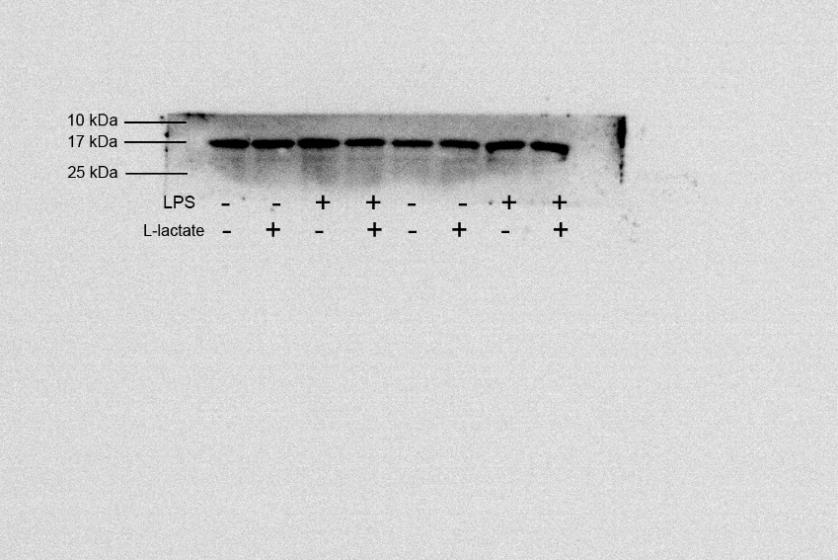 10 kDa
17 kDa
25 kDa
LPS - - + + - - + +
L-lactate - + - + - + - +